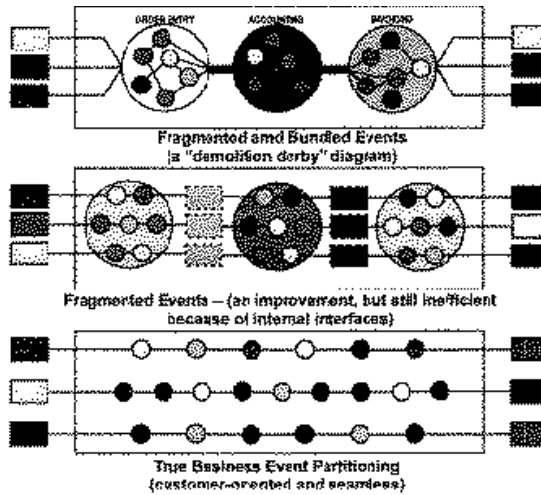 ORDER ENTRY ACCOUNTING
Fragmented and Bundled Events
(a "demolition derby" diagram)
Fragmented Events – (an improvement, but still inefficient
because of internal interfaces)
True Business Event Partitioning
(customer-oriented and seamless)